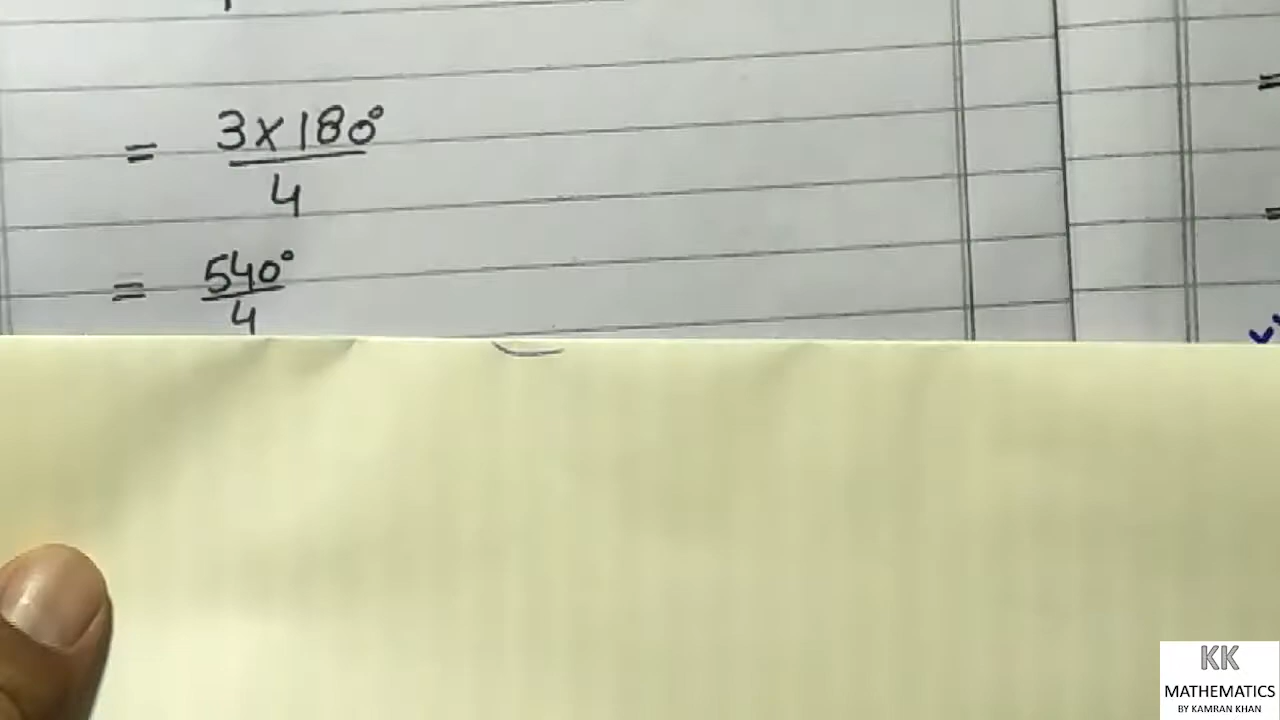 = 3 x 180° / 4
= 540° / 4
=
=
KK
MATHEMATICS
BY KAMRAN KHAN